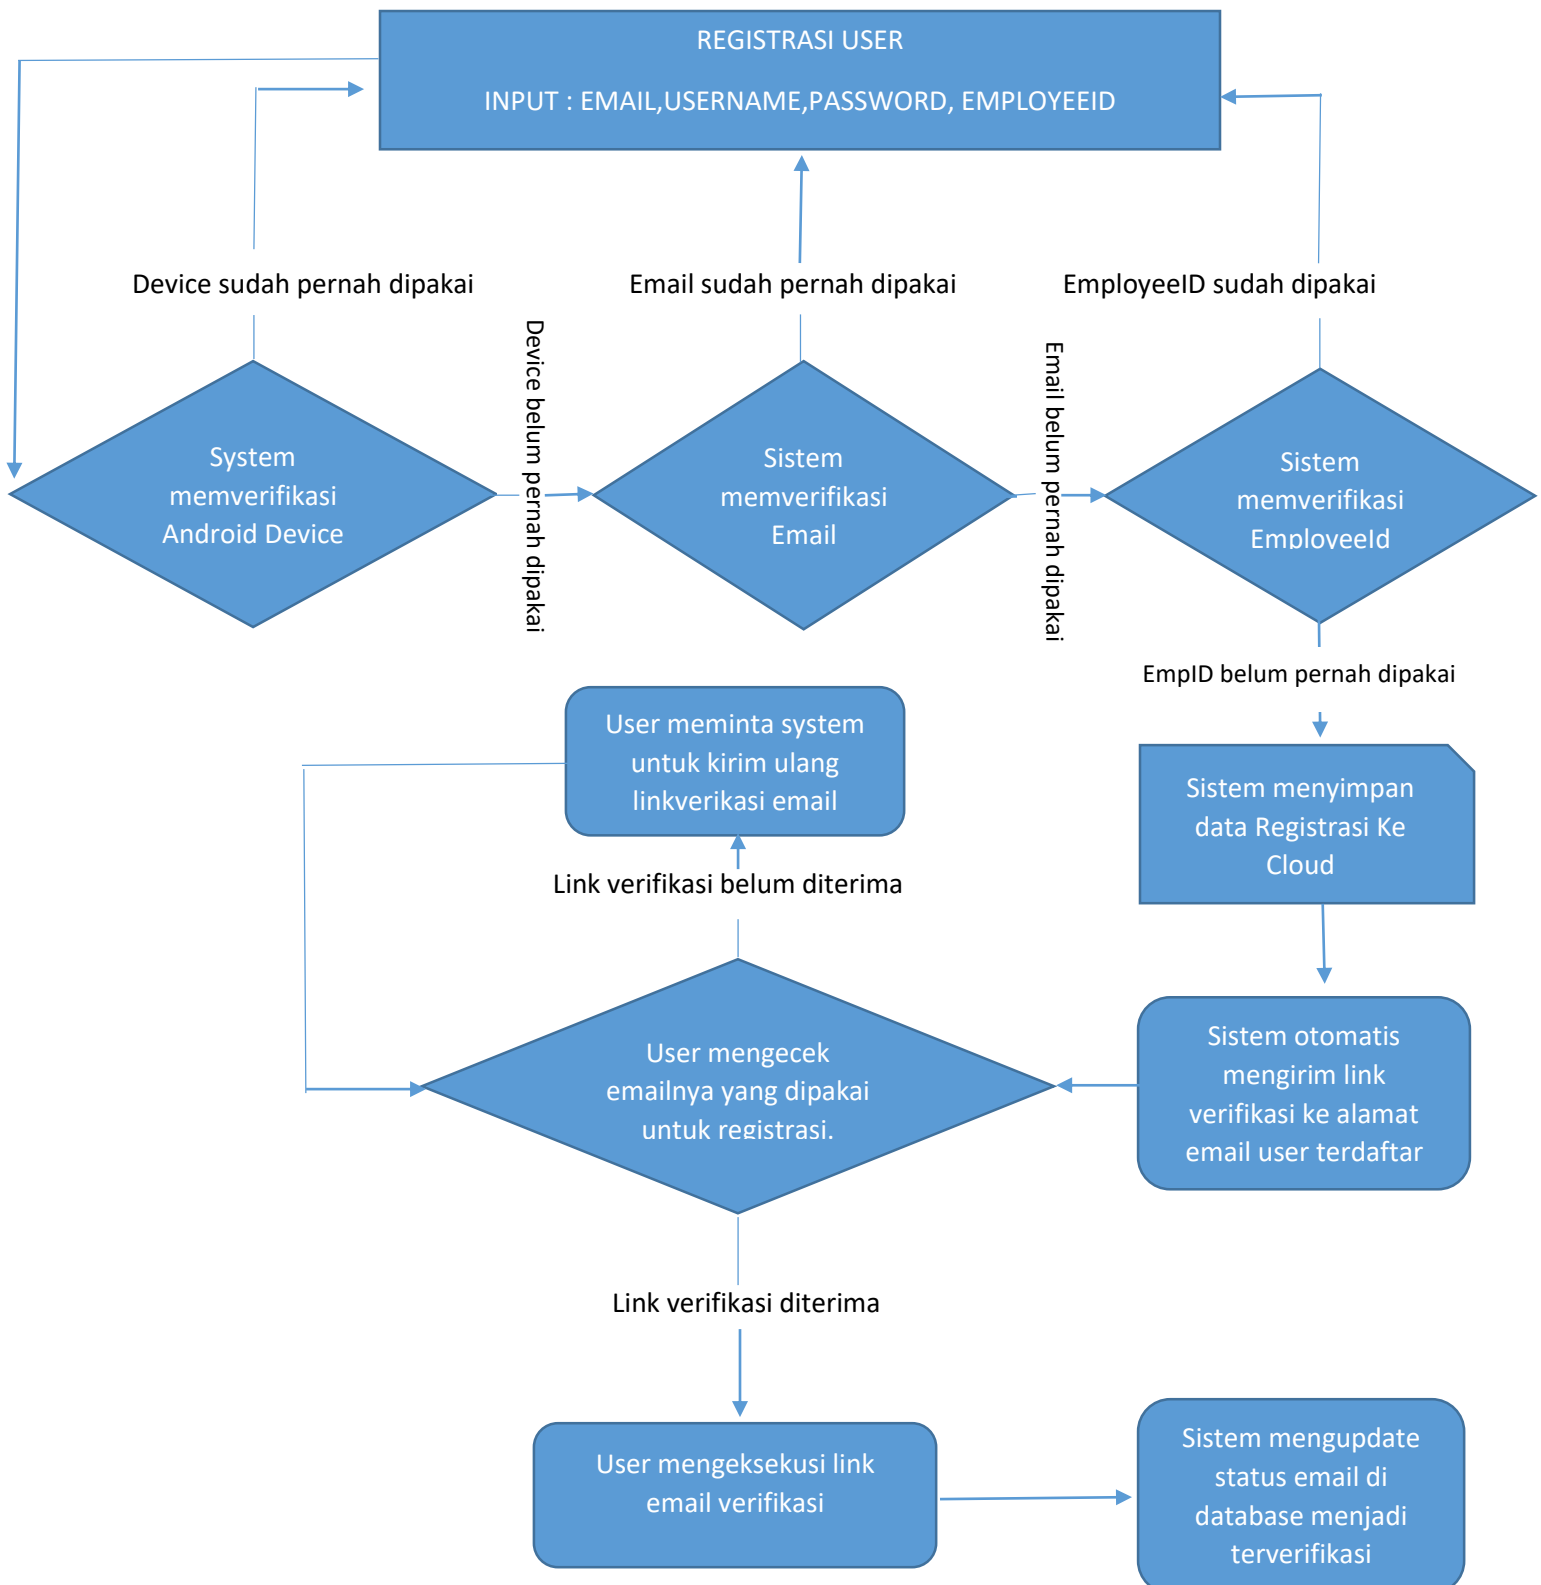 REGISTRASI USER
INPUT : EMAIL,USERNAME,PASSWORD, EMPLOYEEID
Device sudah pernah dipakai
Email sudah pernah dipakai
EmployeeID sudah dipakai
Device belum pernah dipakai
Email belum pernah dipakai
System
memverifikasi
Android Device
Sistem
memverifikasi
Email
Sistem
memverifikasi
EmployeeId
EmpID belum pernah dipakai
User meminta system
untuk kirim ulang
linkverikasi email
Sistem menyimpan
data Registrasi Ke
Cloud
Link verifikasi belum diterima
User mengecek
emailnya yang dipakai
untuk registrasi.
Sistem otomatis
mengirim link
verifikasi ke alamat
email user terdaftar
Link verifikasi diterima
User mengeksekusi link
email verifikasi
Sistem mengupdate
status email di
database menjadi
terverifikasi